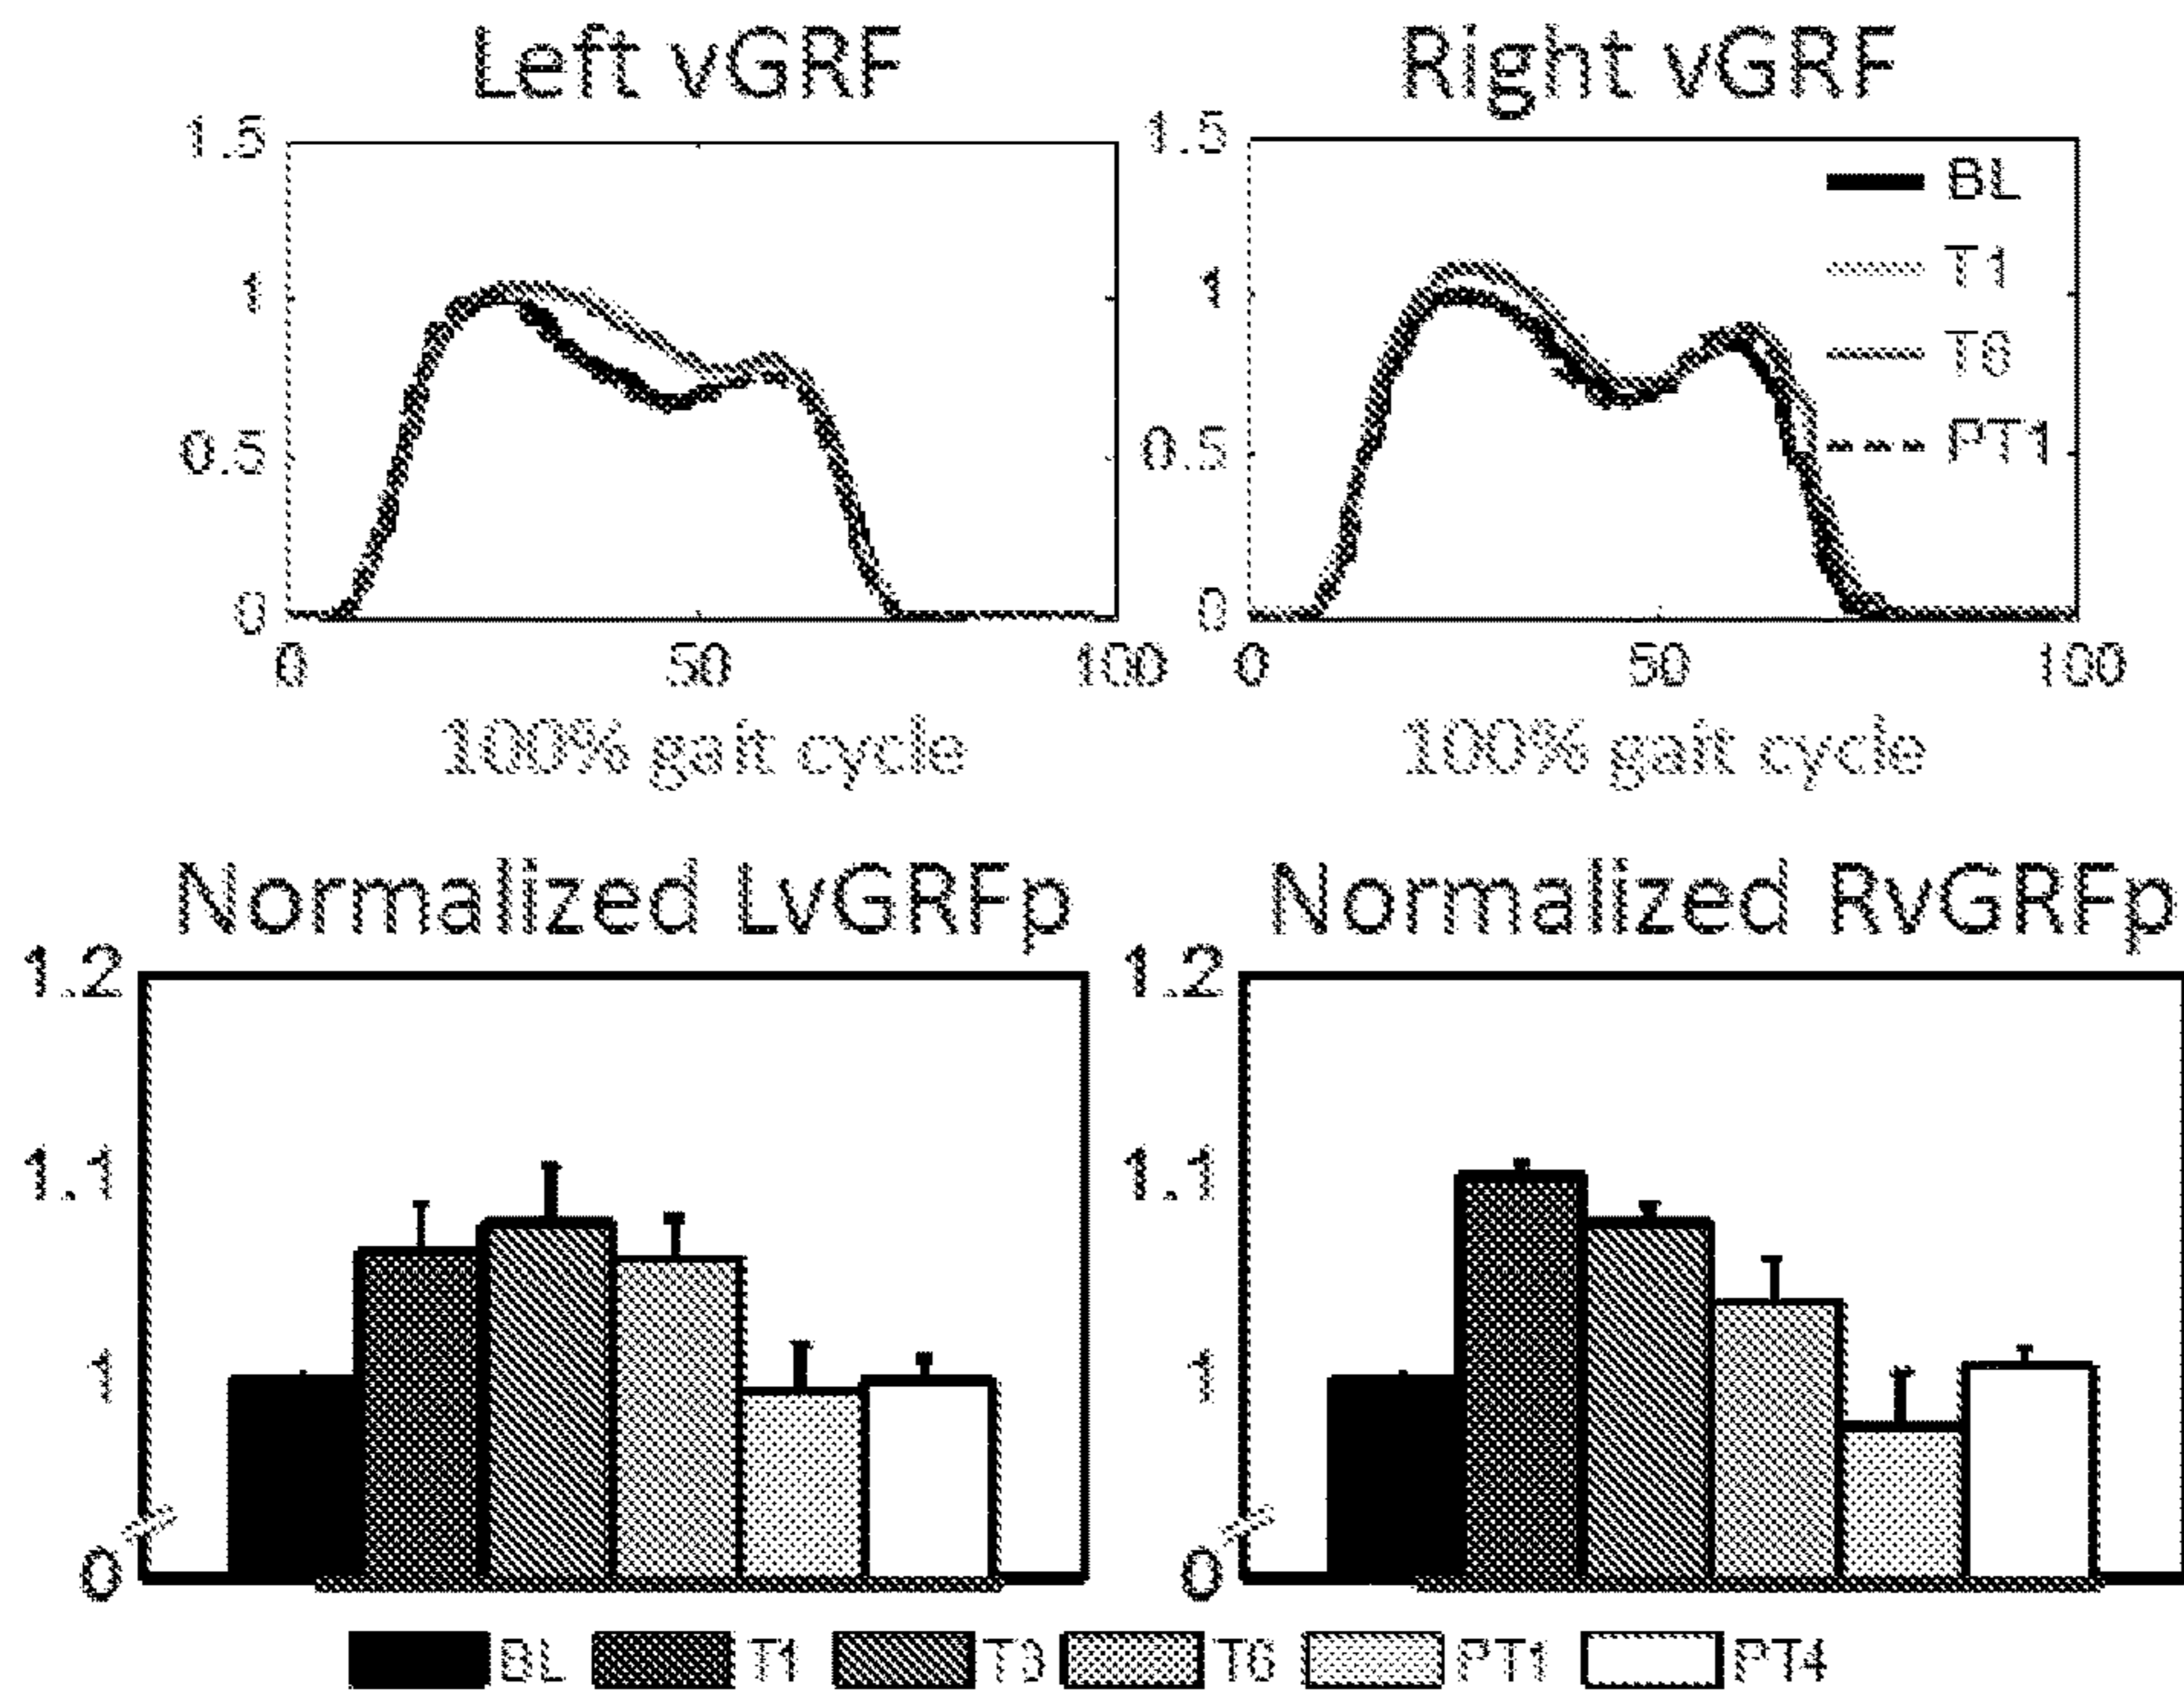 Left vGRF
Right vGRF
1.5
1
0.5
0
0
50
100
100% gait cycle
1.5
1
0.5
0
0
50
100
100% gait cycle
BL
T1
T6
PT1
Normalized LvGRFp
Normalized RvGRFp
1.2
1.1
1
0
1.2
1.1
1
0
BL T1 T3 T6 PT1 PT4